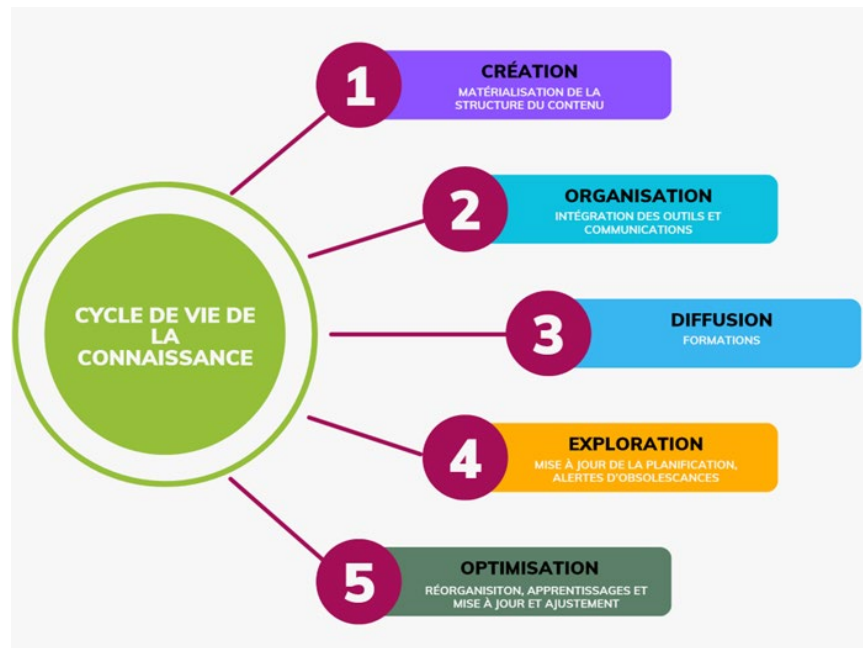 1
CRÉATION
MATÉRIALISATION DE LA
STRUCTURE DU CONTENU
2
ORGANISATION
INTÉGRATION DES OUTILS ET
COMMUNICATIONS
CYCLE DE VIE DE
LA
CONNAISSANCE
3
DIFFUSION
FORMATIONS
4
EXPLORATION
MISE À JOUR DE LA PLANIFICATION,
ALERTES D'OBSOLESCANCES
5
OPTIMISATION
RÉORGANISITON, APPRENTISSAGES ET
MISE À JOUR ET AJUSTEMENT